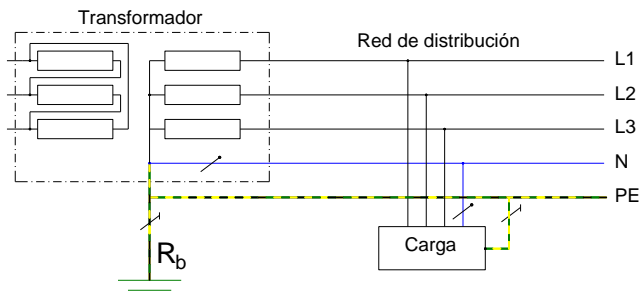 Transformador
Red de distribución
L1
L2
L3
N
PE
Carga
Rb